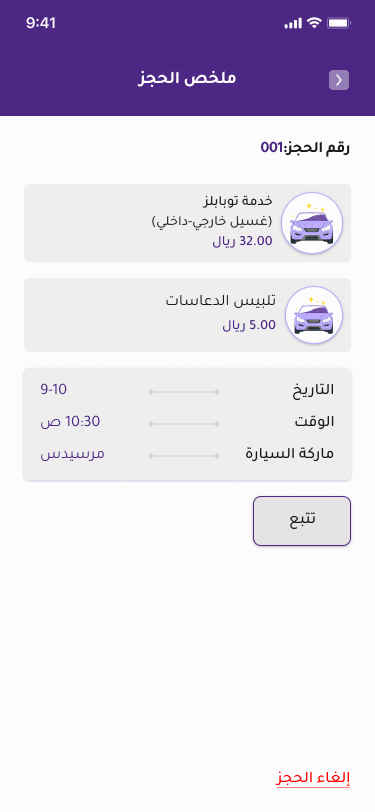 9:41
ملخص الحجز
رقم الحجز:001
خدمة توبابلز
(غسيل خارجي-داخلي)
32.00 ريال
تلبيس الدعاسات
5.00 ريال
التاريخ 9-10
الوقت 10:30 ص
ماركة السيارة مرسيدس
تتبع
إلغاء الحجز